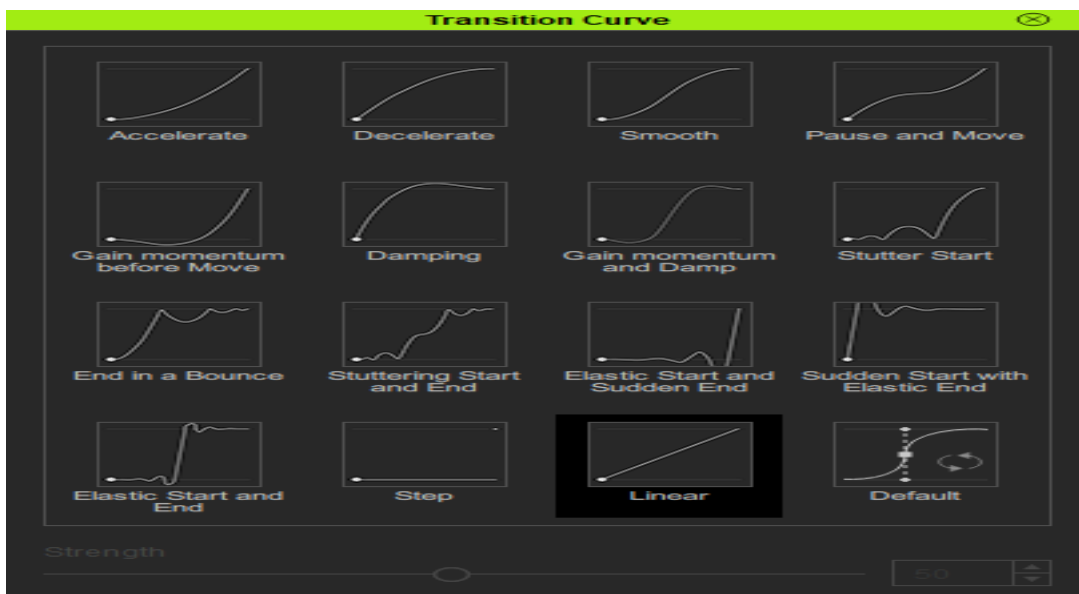 Transition Curve
Accelerate
Decelerate
Smooth
Pause and Move
Gain momentum
before Move
Damping
Gain momentum
and Damp
Stutter Start
End in a Bounce
Stuttering Start
and End
Elastic Start and
Sudden End
Sudden Start with
Elastic End
Elastic Start and
End
Step
Linear
Default
Strength
50